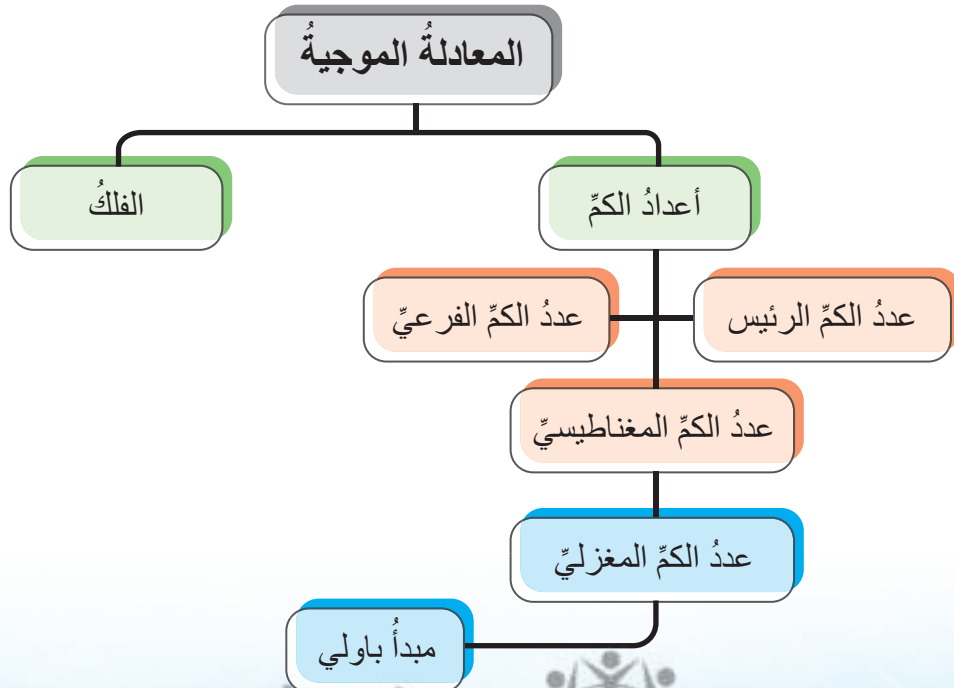 المعادلةُ الموجيةُ
أعدادُ الكمِّ
الفلكُ
عددُ الكمِّ الرئيس
عددُ الكمِّ الفرعيِّ
عددُ الكمِّ المغناطيسيِّ
عددُ الكمِّ المغزليِّ
مبدأُ باولي